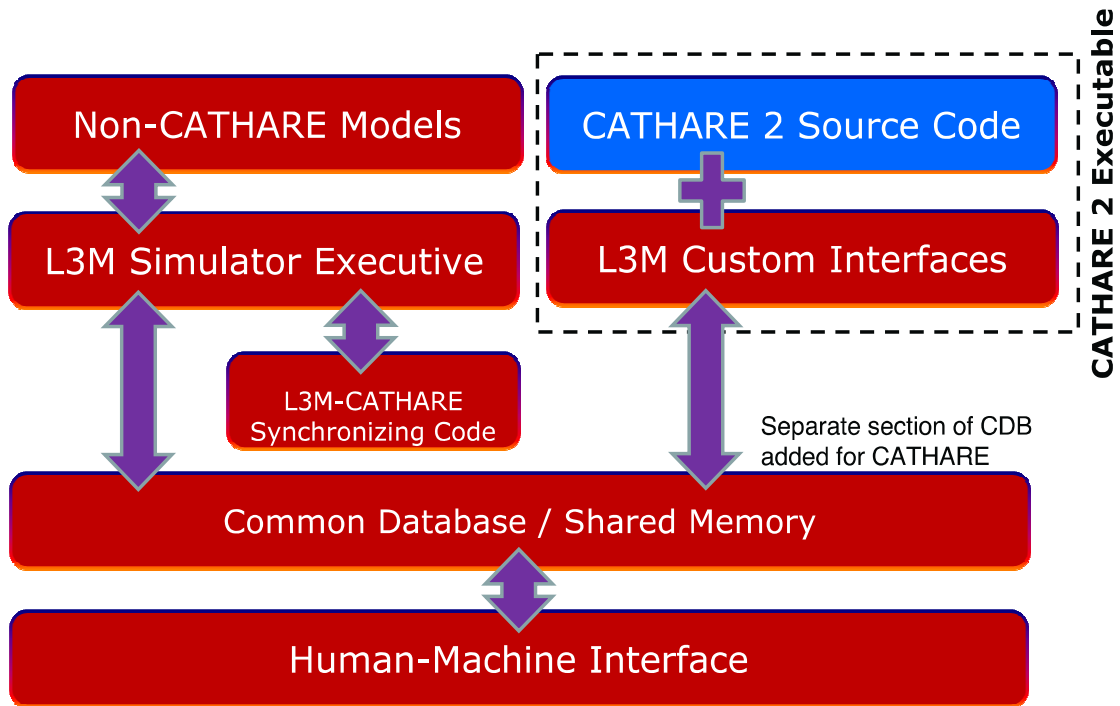 Non-CATHARE Models
CATHARE 2 Source Code
CATHARE 2 Executable
L3M Simulator Executive
L3M Custom Interfaces
L3M-CATHARE
Synchronizing Code
Separate section of CDB
added for CATHARE
Common Database / Shared Memory
Human-Machine Interface